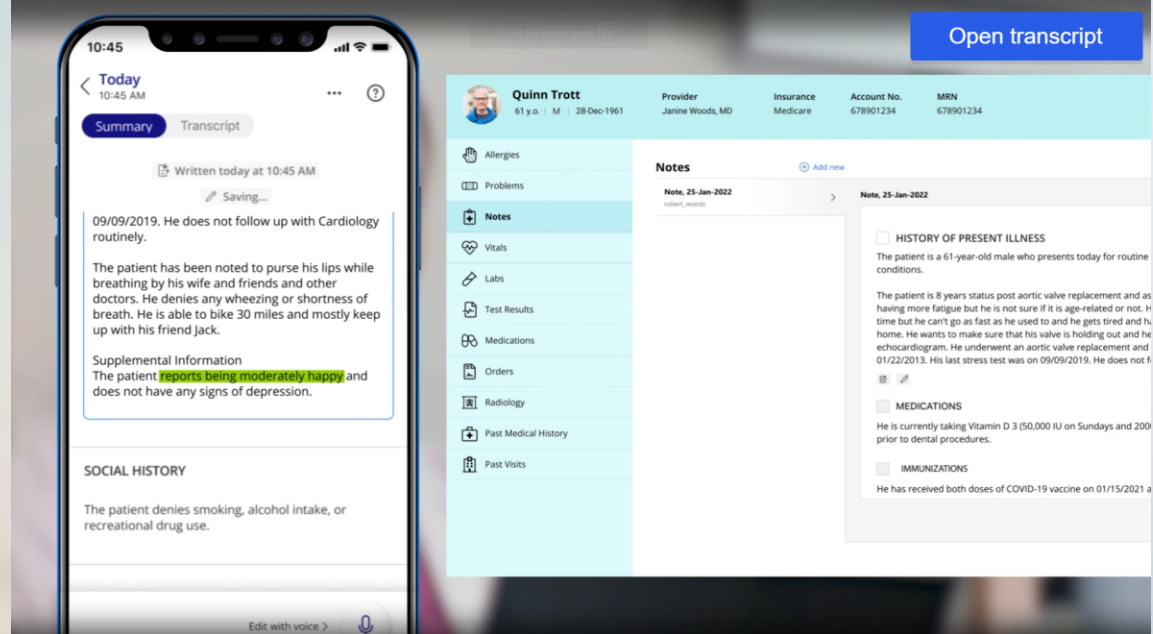 Open transcript
10:45
Today
10:45 AM
Summary
Transcript
Written today at 10:45 AM
Saving...
09/09/2019. He does not follow up with Cardiology
routinely.
The patient has been noted to purse his lips while
breathing by his wife and friends and other
doctors. He denies any wheezing or shortness of
breath. He is able to bike 30 miles and mostly keep
up with his friend Jack.
Supplemental Information
The patient reports being moderately happy and
does not have any signs of depression.
SOCIAL HISTORY
The patient denies smoking, alcohol intake, or
recreational drug use.
Edit with voice >
Quinn Trott
61 y.o. | M | 28-Dec-1961
Provider
Janine Woods, MD
Insurance
Medicare
Account No.
678901234
MRN
678901234
Allergies
Problems
Notes
Vitals
Labs
Test Results
Medications
Orders
Radiology
Past Medical History
Past Visits
Notes
Add new
Note, 25-Jan-2022
robert_woods
Note, 25-Jan-2022
HISTORY OF PRESENT ILLNESS
The patient is a 61-year-old male who presents today for routine
conditions.
The patient is 8 years status post aortic valve replacement and as
having more fatigue but he is not sure if it is age-related or not. H
time but he can't go as fast as he used to and he gets tired and ha
home. He wants to make sure that his valve is holding out and he
echocardiogram. He underwent an aortic valve replacement and
01/22/2013. His last stress test was on 09/09/2019. He does not f
MEDICATIONS
He is currently taking Vitamin D 3 (50,000 IU on Sundays and 200
prior to dental procedures.
IMMUNIZATIONS
He has received both doses of COVID-19 vaccine on 01/15/2021 a